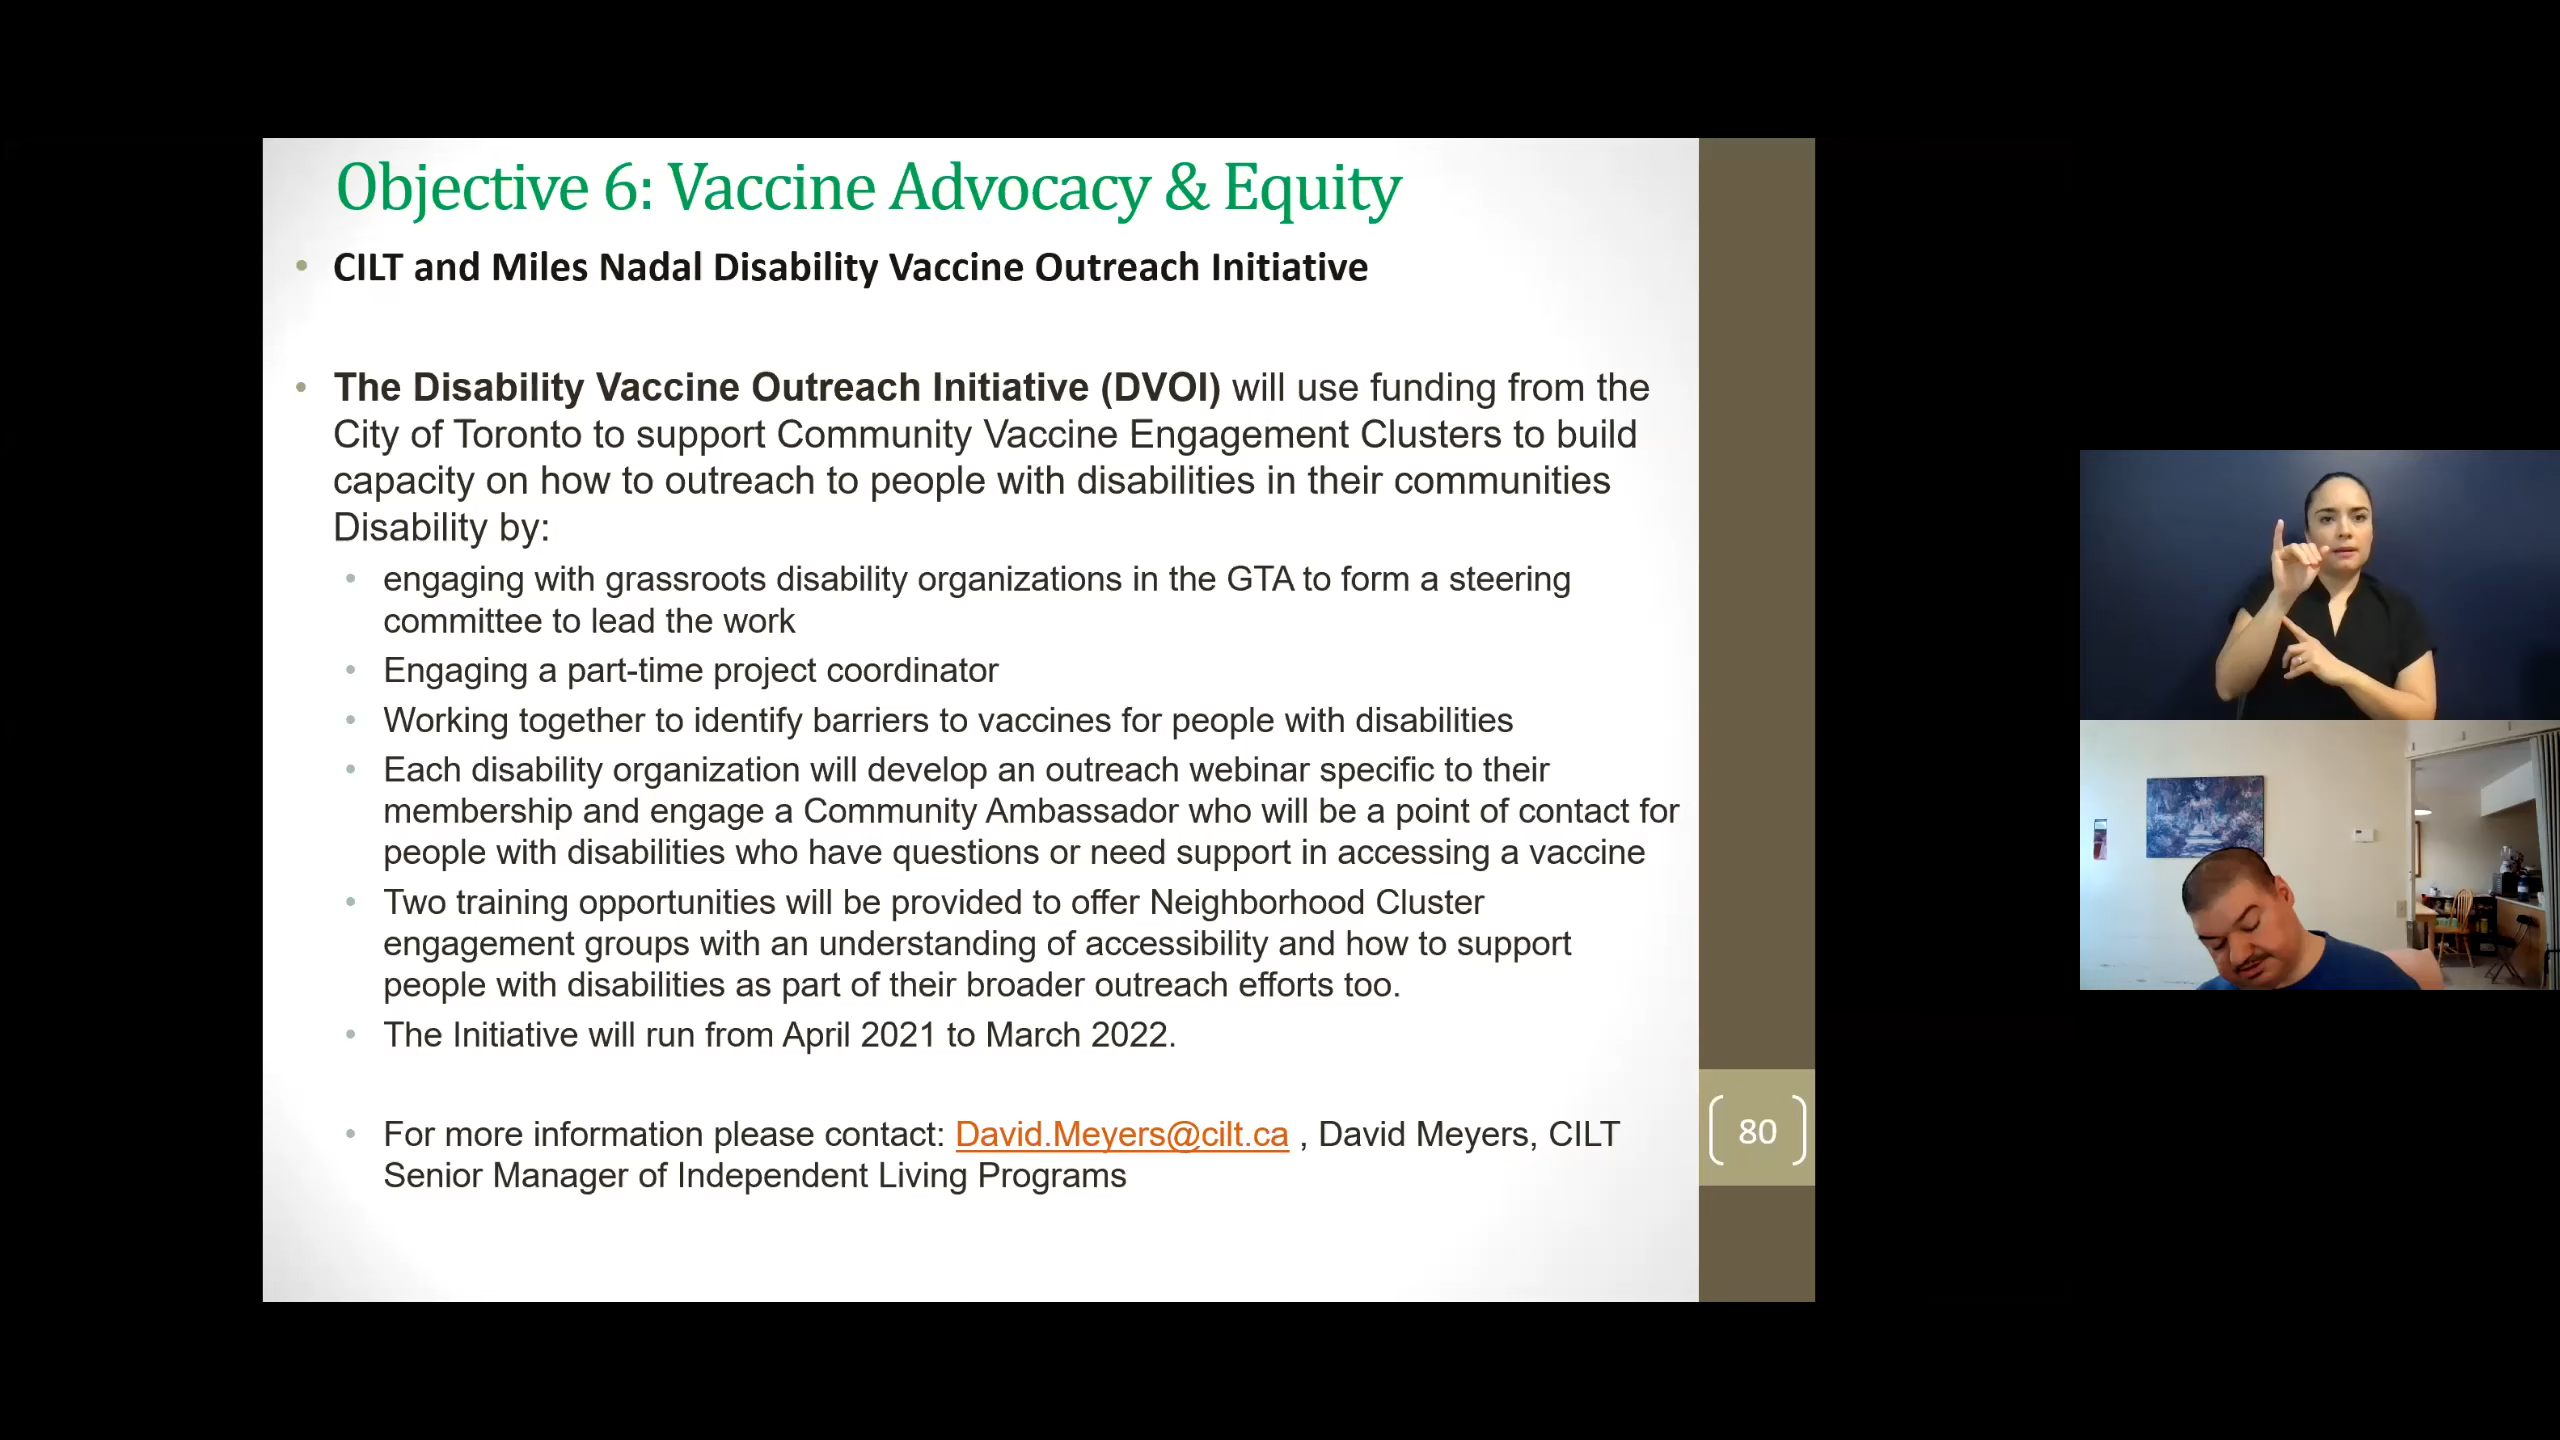 Objective 6: Vaccine Advocacy & Equity
• CILT and Miles Nadal Disability Vaccine Outreach Initiative
• The Disability Vaccine Outreach Initiative (DVOI) will use funding from the
City of Toronto to support Community Vaccine Engagement Clusters to build
capacity on how to outreach to people with disabilities in their communities
Disability by:
• engaging with grassroots disability organizations in the GTA to form a steering
committee to lead the work
• Engaging a part-time project coordinator
• Working together to identify barriers to vaccines for people with disabilities
• Each disability organization will develop an outreach webinar specific to their
membership and engage a Community Ambassador who will be a point of contact for
people with disabilities who have questions or need support in accessing a vaccine
• Two training opportunities will be provided to offer Neighborhood Cluster
engagement groups with an understanding of accessibility and how to support
people with disabilities as part of their broader outreach efforts too.
• The Initiative will run from April 2021 to March 2022.
• For more information please contact: David.Meyers@cilt.ca , David Meyers, CILT
Senior Manager of Independent Living Programs
80